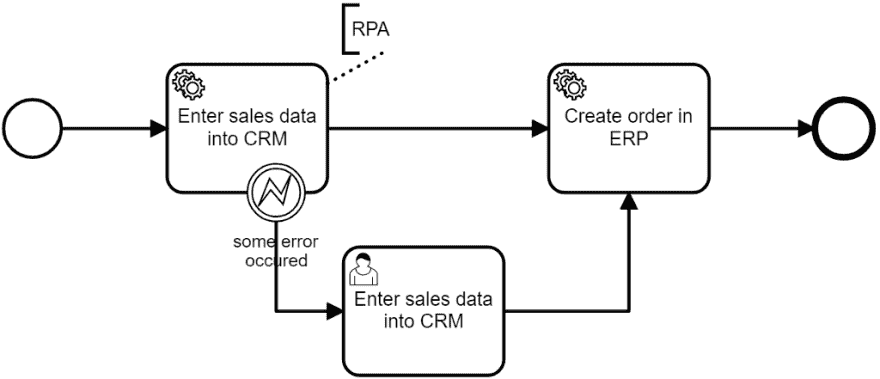 RPA
Enter sales data
into CRM
Create order in
ERP
some error
occured
Enter sales data
into CRM